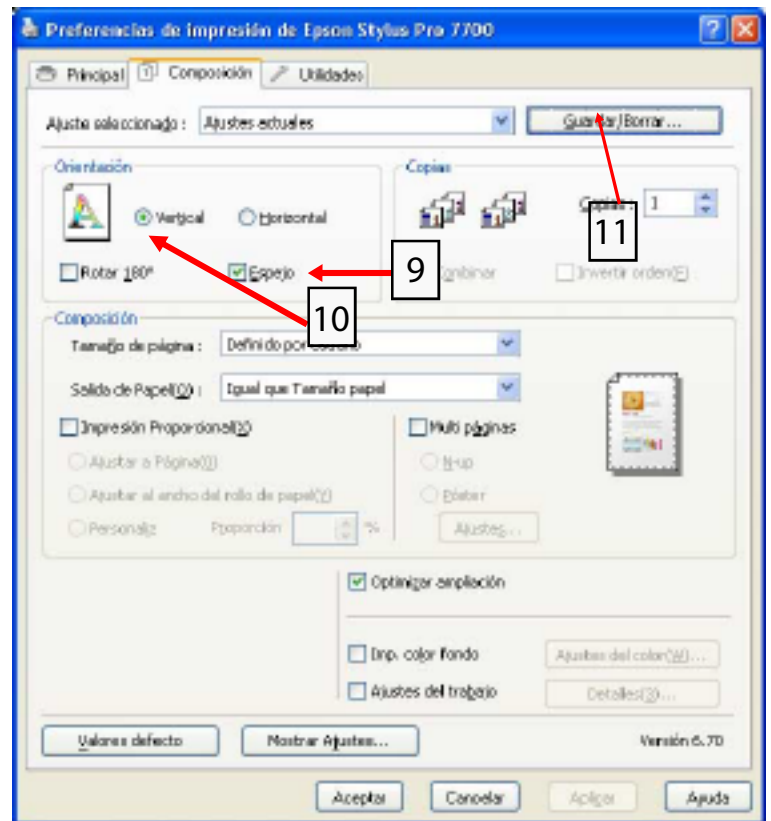 Preferencias de impresión de Epson Stylus Pro 7700
Principal Composición Utilidades
Ajuste seleccionado : Ajustes actuales Guardar/Borrar...
Orientación
Vertical Horizontal
Rotar 180º Espejo
Copias
Copias : 1
11
9
Invertir orden(F)
10
Composición
Tamaño de página : Definido por
Salida de Papel(Q) : Igual que Tamaño papel
Impresión Proporcional(X)
Ajustar a Página(J)
Ajustar al ancho del rollo de papel(Y)
Personaliz Proporción %
Multi páginas
N-up
Póster
Ajustes...
Optimizar ampliación
Imp. color fondo Ajustes del color(W)...
Ajustes del trabajo Detalles(3)...
Valores defecto Mostrar Ajustes... Versión 6.70
Aceptar Cancelar Aplicar Ayuda